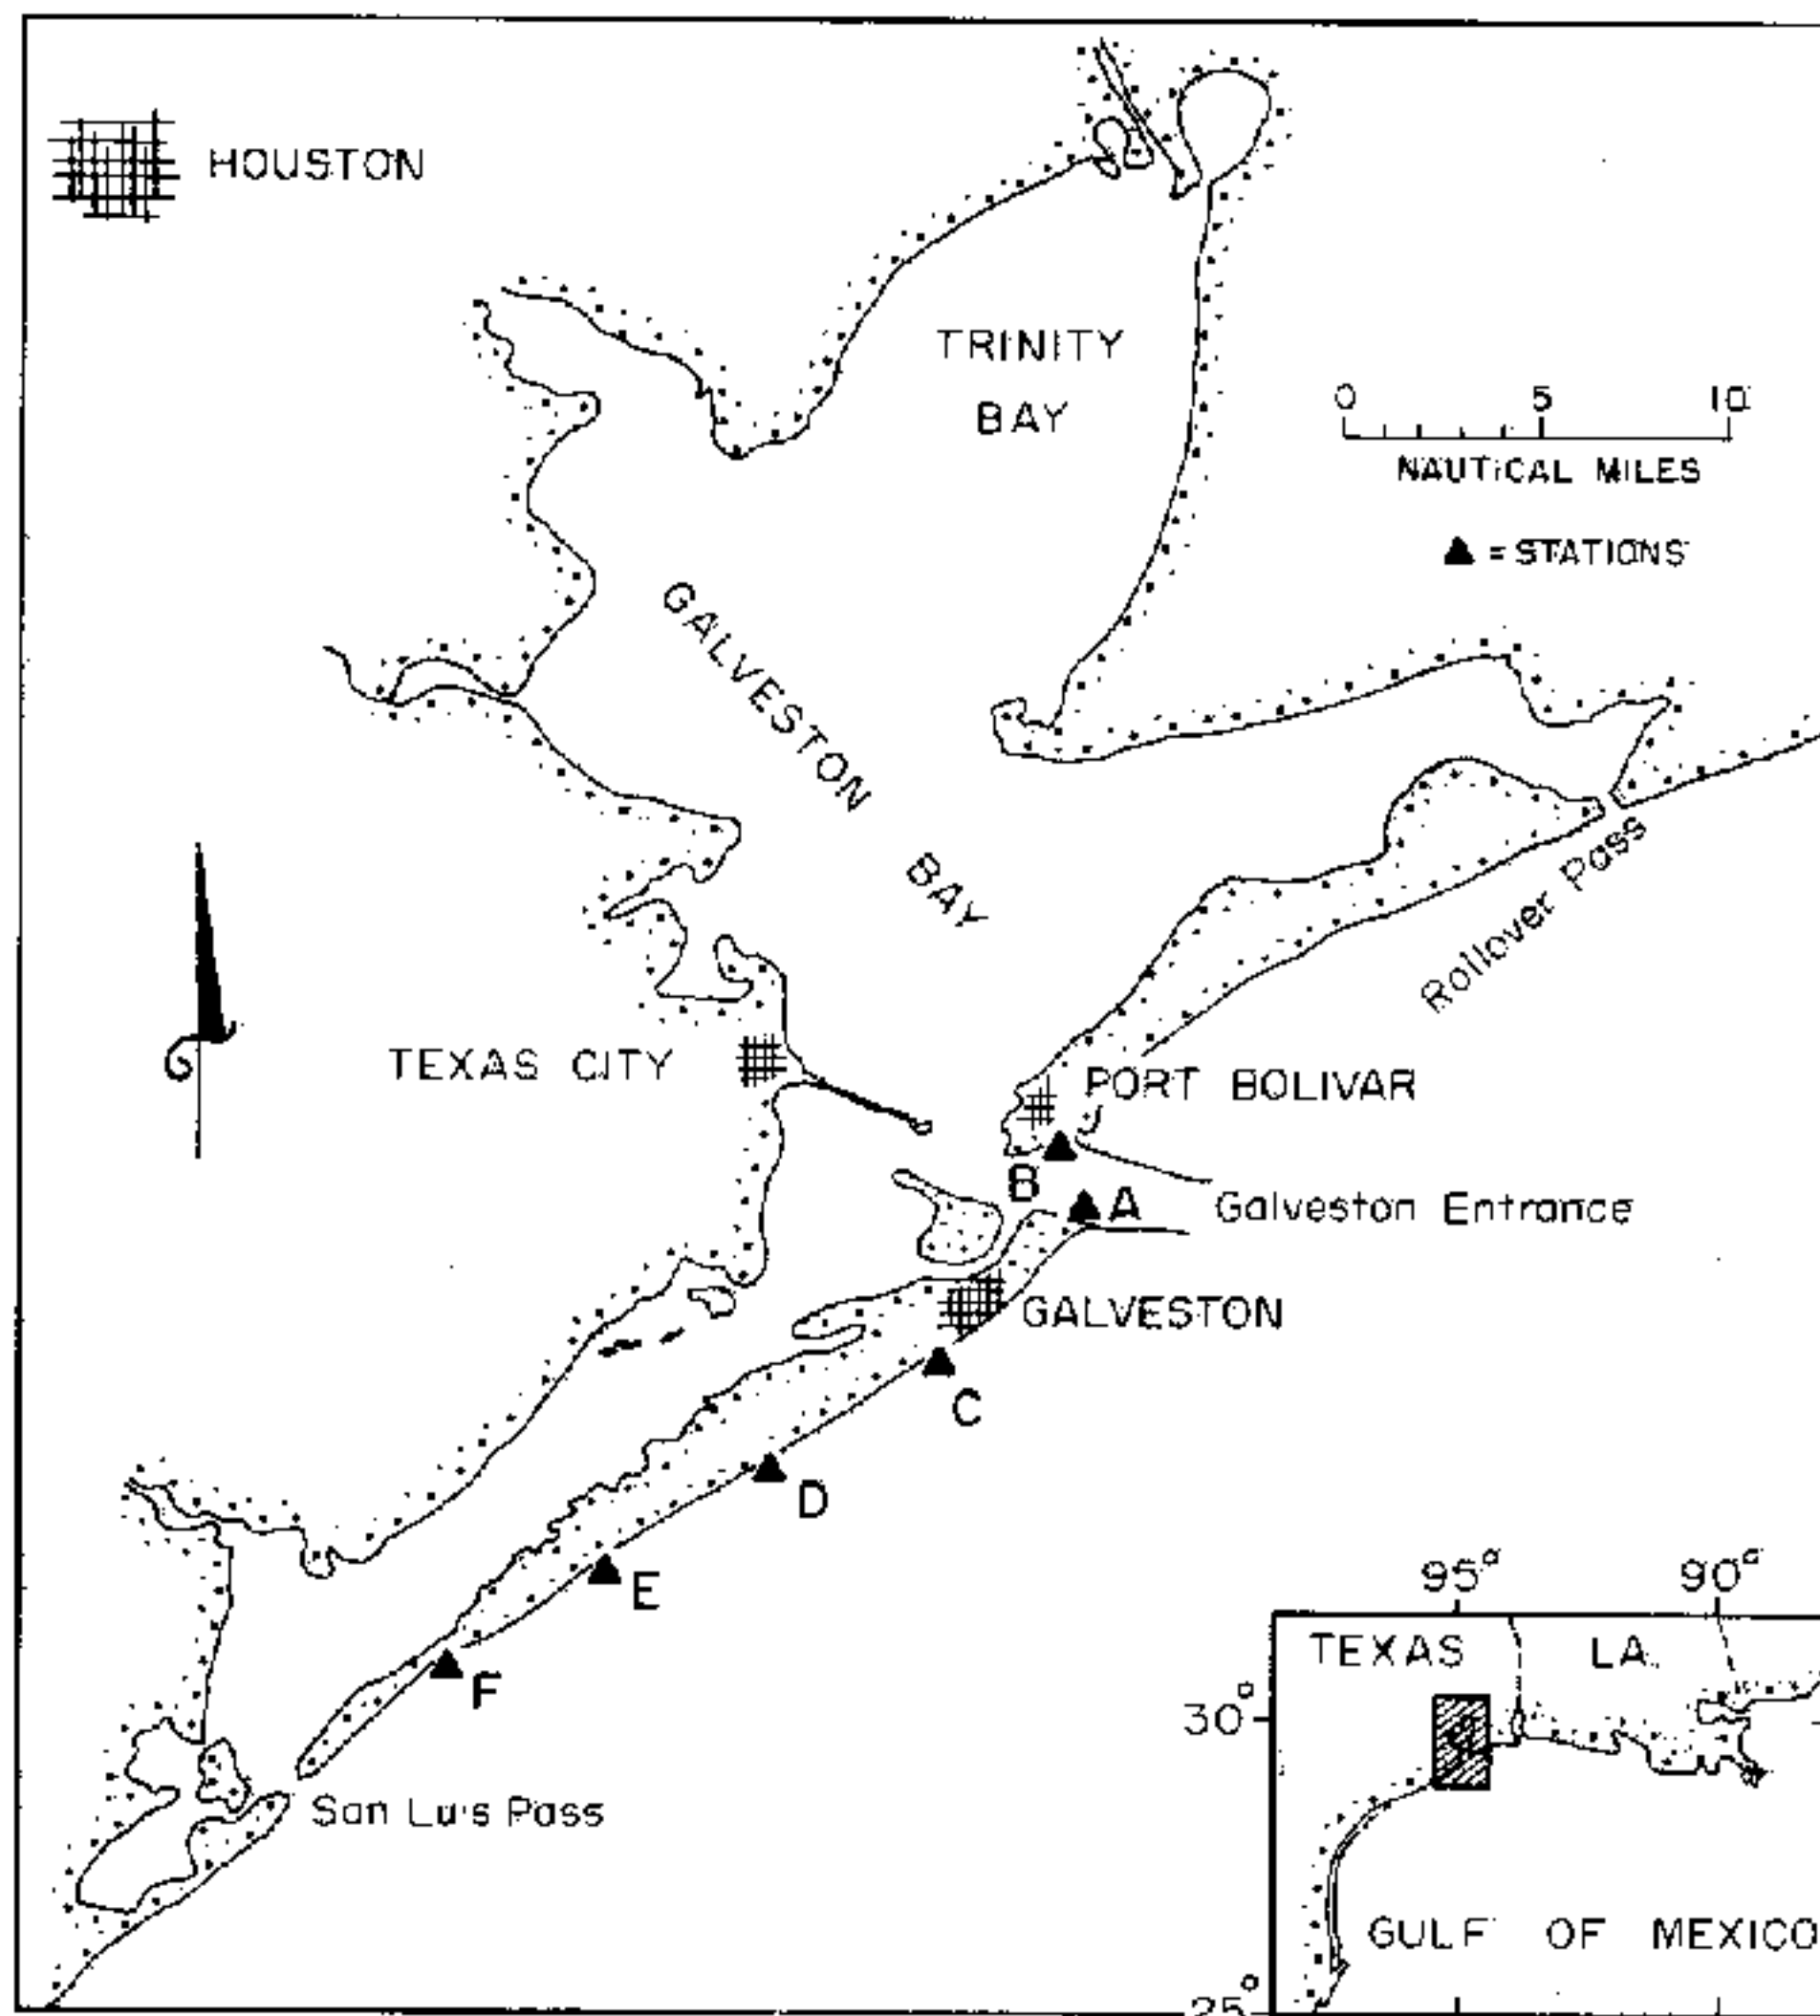 HOUSTON
TRINITY
BAY
0 5 10
NAUTICAL MILES
▲ = STATIONS
GALVESTON
BAY
Rollover Pass
TEXAS CITY
PORT BOLIVAR
B
A
Galveston Entrance
GALVESTON
C
D
E
F
San Luis Pass
95° 90°
TEXAS LA.
30°
GULF OF MEXICO
25°